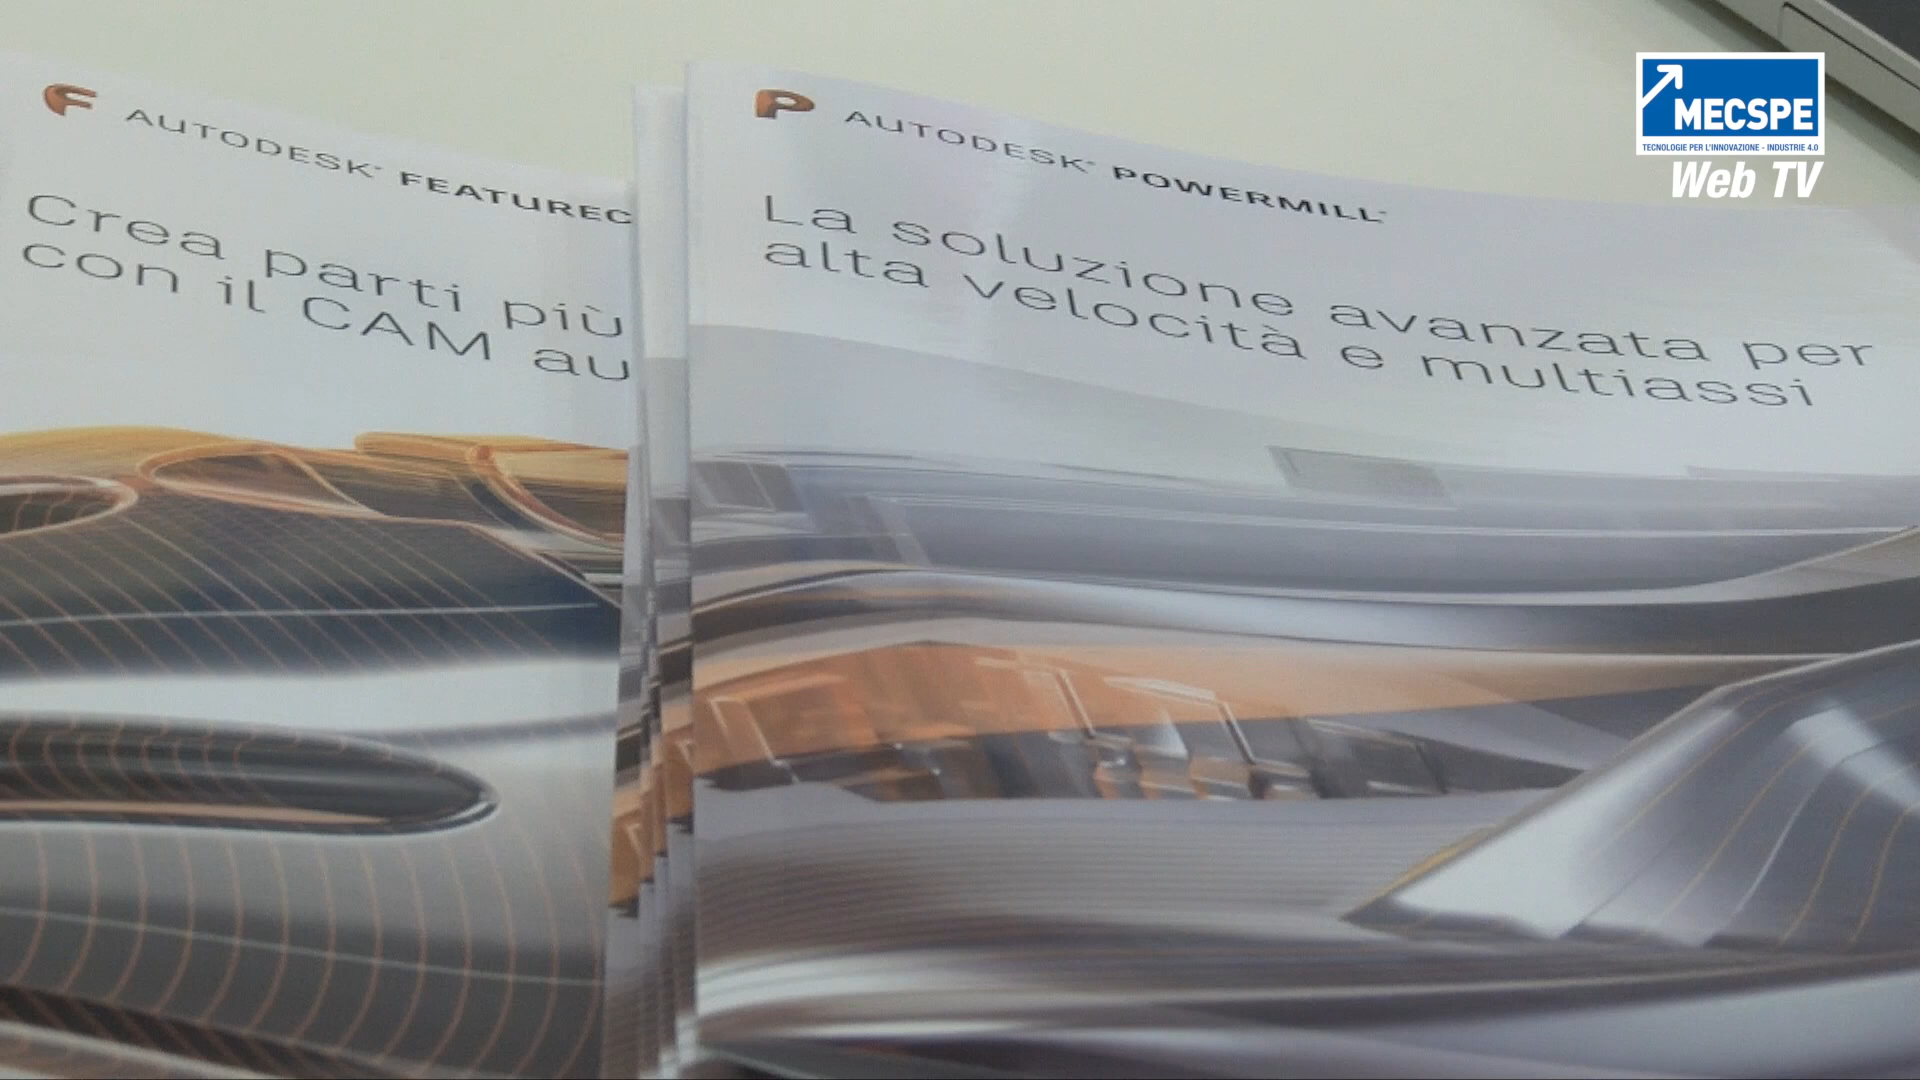 AUTODESK® FEATUREC
Crea parti più
con il CAM au
P AUTODESK® POWERMILL®
La soluzione avanzata per
alta velocità e multiassi
MECSPE
TECNOLOGIE PER L'INNOVAZIONE - INDUSTRIE 4.0
Web TV